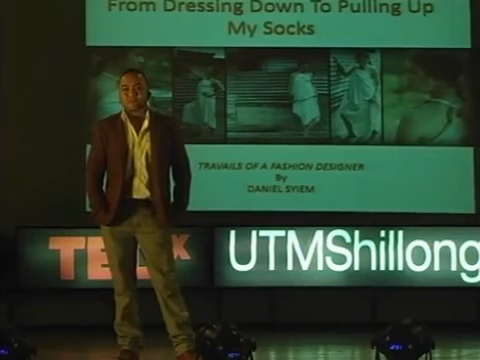 From Dressing Down To Pulling Up
My Socks
TRAVAILS OF A FASHION DESIGNER
By
DANIEL SYIEM
TEDx
UTMShillong